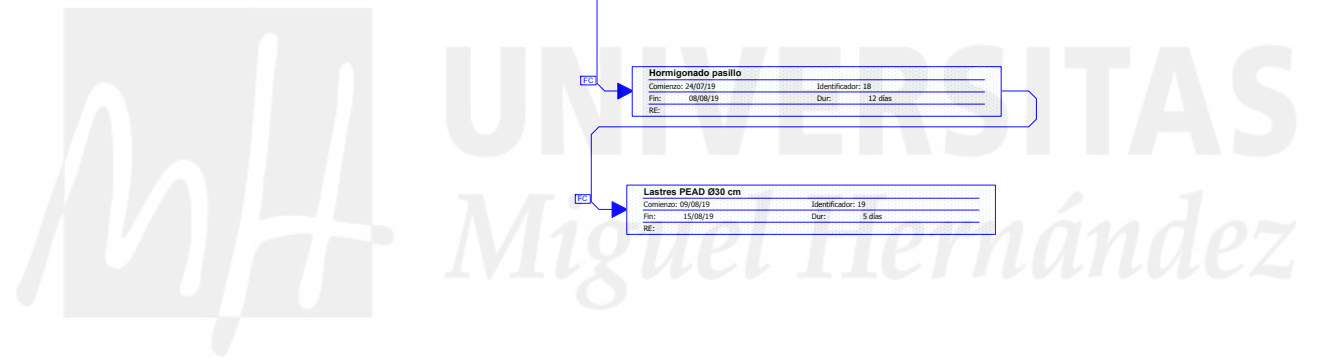 UNIVERSITAS
Miguel Hernández
MH
FC
Hormigonado pasillo
Comienzo: 24/07/19 Identificador: 18
Fin: 08/08/19 Dur: 12 días
RE:
FC
Lastres PEAD Ø30 cm
Comienzo: 09/08/19 Identificador: 19
Fin: 15/08/19 Dur: 5 días
RE: